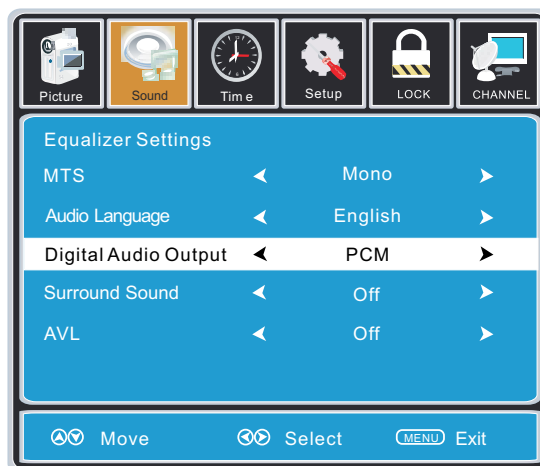 Picture Sound Tim e Setup LOCK CHANNEL
Equalizer Settings
MTS Mono
Audio Language English
Digital Audio Output PCM
Surround Sound Off
AVL Off
Move Select MENU Exit